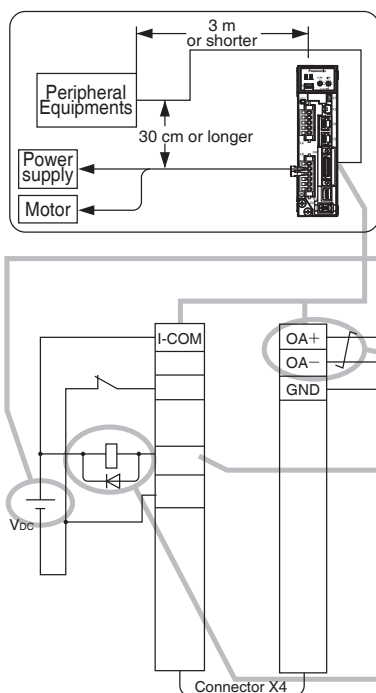 3 m
or shorter
Peripheral
Equipments
30 cm or longer
Power
supply
Motor
I-COM
OA+
OA−
GND
VDC
Connector X4